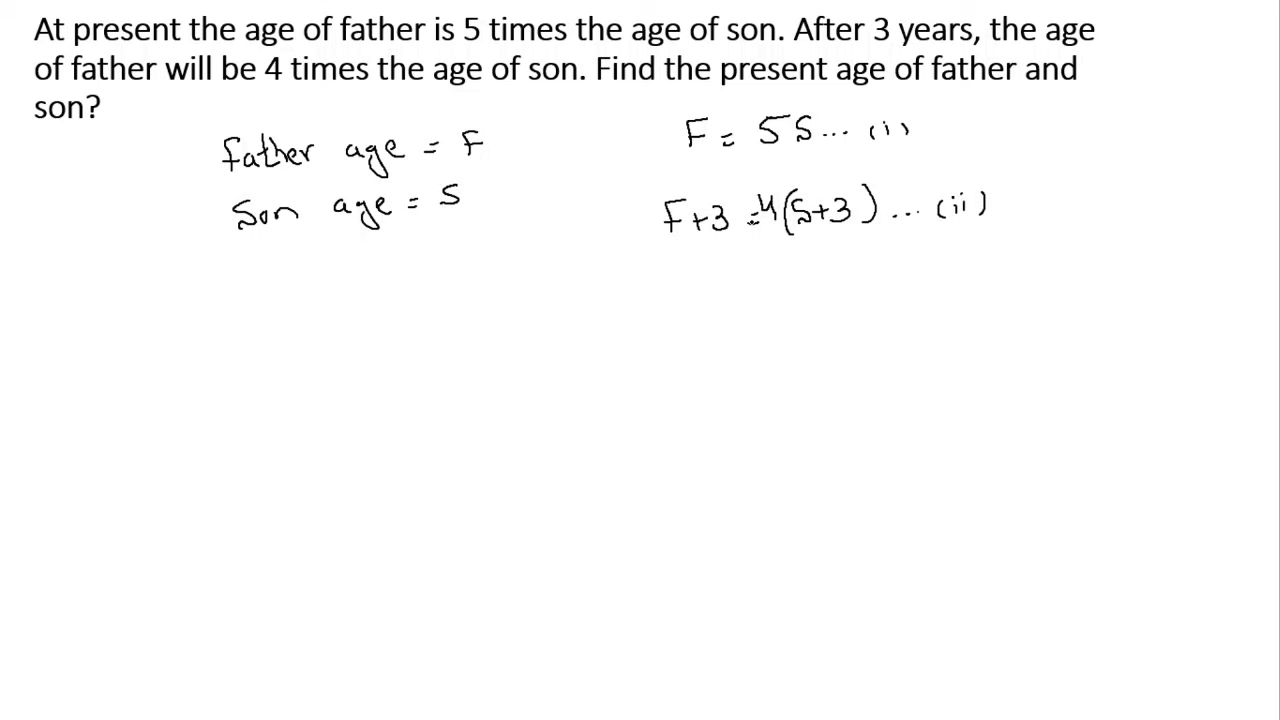 At present the age of father is 5 times the age of son. After 3 years, the age
of father will be 4 times the age of son. Find the present age of father and
son?
father age = F
Son age = S
F = 5S ... (i)
F+3 = 4(S+3) ... (ii)